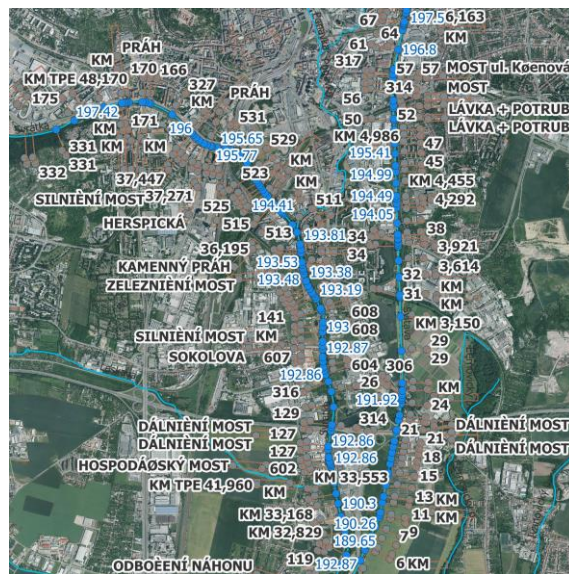 67
64
197.5
6,163
61
KM
196.8
317
PRÁH
KM
57
57
MOST ul. Køenová
KM TPE 48,170
170
166
327
314
MOST
175
KM
PRÁH
56
52
LÁVKA + POTRUB
197.42
531
50
LÁVKA + POTRUB
KM
171
196
KM 4,986
331
KM
KM
195.65
529
47
195.41
331
195.77
KM
45
332
523
194.99
KM 4,455
37,447
KM
194.49
4,292
SILNIÈNÍ MOST
37,271
194.41
511
525
194.05
HERSPICKÁ
515
513
193.81
34
38
36,195
34
3,921
KAMENNÝ PRÁH
193.53
193.38
3,614
ZELEZNIÈNÍ MOST
193.48
193.19
32
KM
31
KM
141
608
KM 3,150
SILNIÈNÍ MOST
KM
193
608
29
SOKOLOVA
607
192.87
29
604
306
192.86
26
KM
316
191.92
24
129
314
DÁLNIÈNÍ MOST
127
21
21
DÁLNIÈNÍ MOST
DÁLNIÈNÍ MOST
127
192.86
18
DÁLNIÈNÍ MOST
HOSPODÁØSKÝ MOST
602
192.86
15
KM TPE 41,960
KM 33,553
KM
13
KM
190.3
11
KM
KM 33,168
190.26
9
KM 32,829
189.65
7
119
192.87
6
KM
ODBOÈENÍ NÁHONU